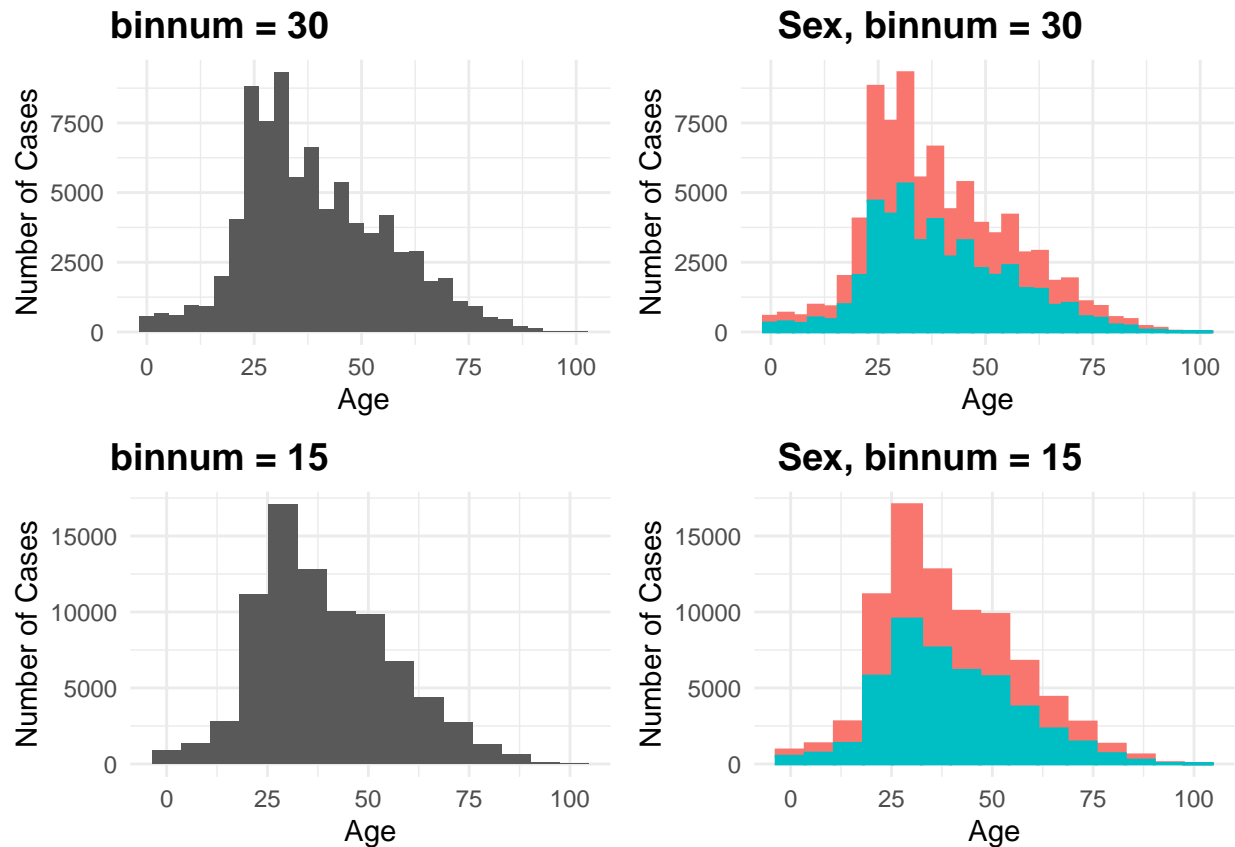 binnum = 30
Number of Cases
7500
5000
2500
0
0 25 50 75 100
Age
Sex, binnum = 30
Number of Cases
7500
5000
2500
0
0 25 50 75 100
Age
binnum = 15
Number of Cases
15000
10000
5000
0
0 25 50 75 100
Age
Sex, binnum = 15
Number of Cases
15000
10000
5000
0
0 25 50 75 100
Age